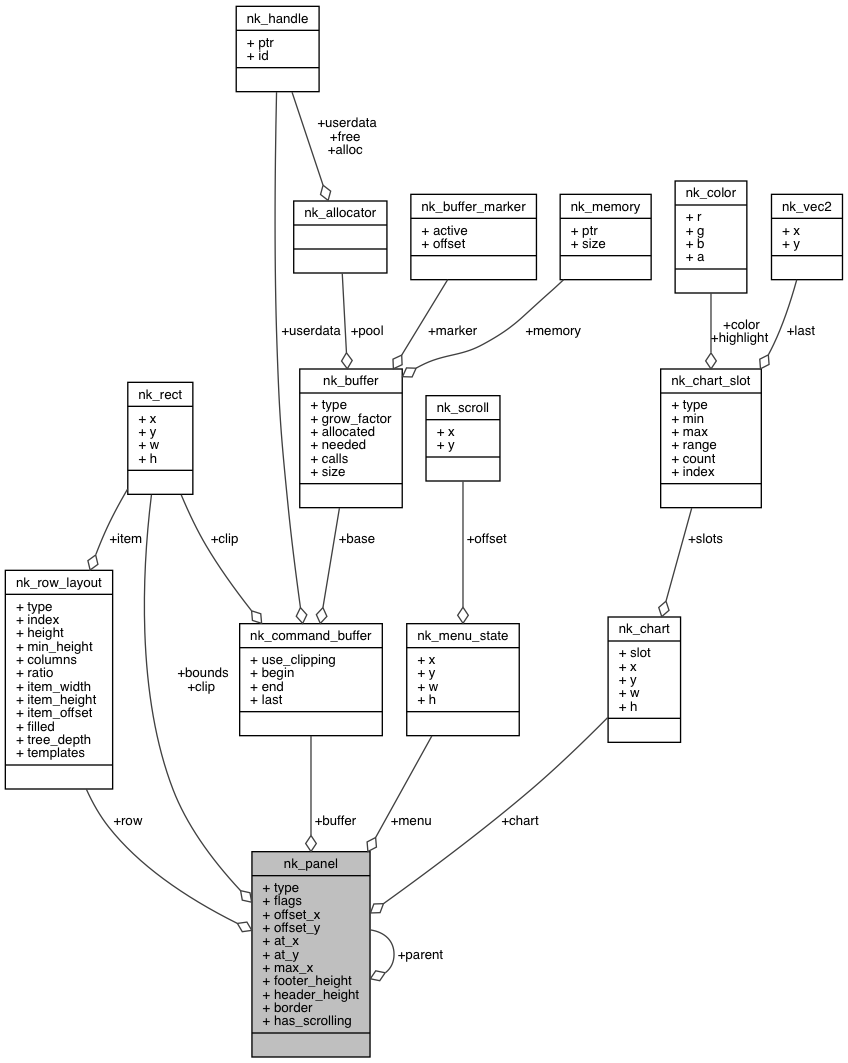 nk_handle
+ ptr
+ id
+userdata
+free
+alloc
nk_allocator
nk_buffer_marker
+ active
+ offset
nk_memory
+ ptr
+ size
nk_color
+ r
+ g
+ b
+ a
nk_vec2
+ x
+ y
+userdata
+pool
+marker
+memory
+color
+highlight
+last
nk_rect
+ x
+ y
+ w
+ h
nk_buffer
+ type
+ grow_factor
+ allocated
+ needed
+ calls
+ size
nk_scroll
+ x
+ y
nk_chart_slot
+ type
+ min
+ max
+ range
+ count
+ index
+item
+clip
+base
+offset
+slots
nk_row_layout
+ type
+ index
+ height
+ min_height
+ columns
+ ratio
+ item_width
+ item_height
+ item_offset
+ filled
+ tree_depth
+ templates
+bounds
+clip
nk_command_buffer
+ use_clipping
+ begin
+ end
+ last
nk_menu_state
+ x
+ y
+ w
+ h
nk_chart
+ slot
+ x
+ y
+ w
+ h
+row
+buffer
+menu
+chart
nk_panel
+ type
+ flags
+ offset_x
+ offset_y
+ at_x
+ at_y
+ max_x
+ footer_height
+ header_height
+ border
+ has_scrolling
+parent